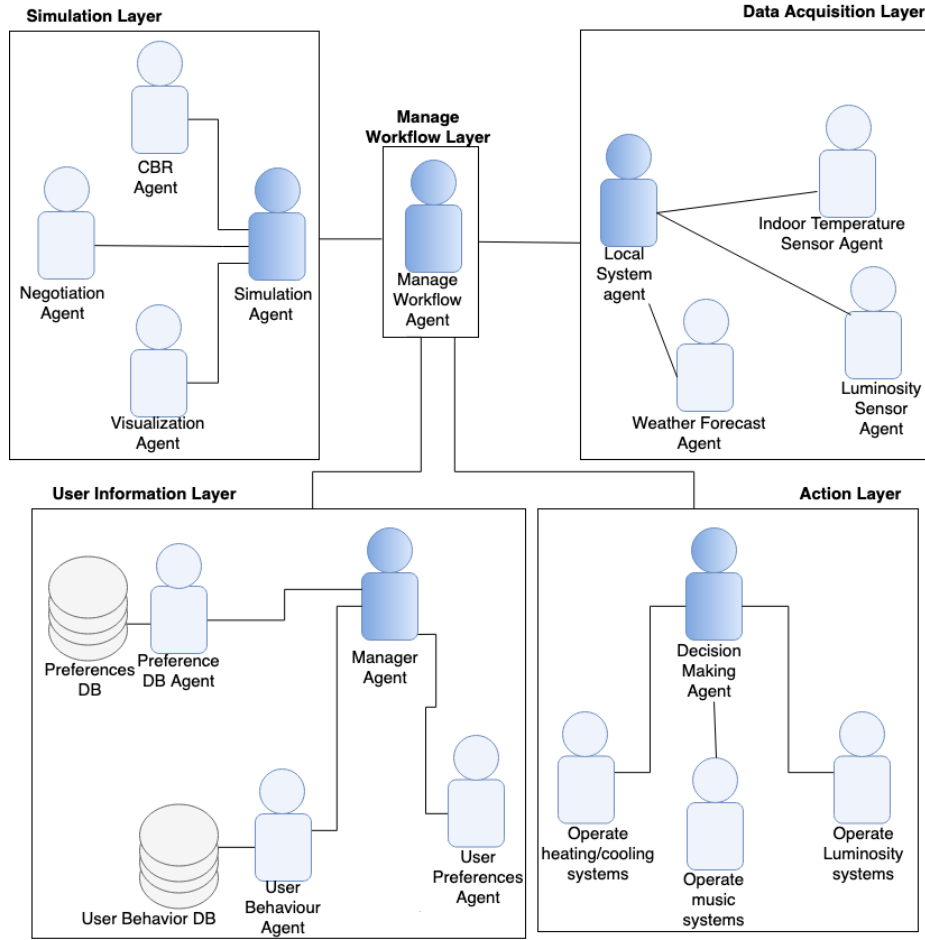 Simulation Layer
Data Acquisition Layer
Manage
Workflow Layer
CBR
Agent
Negotiation
Agent
Simulation
Agent
Visualization
Agent
Manage
Workflow
Agent
Local
System
agent
Indoor Temperature
Sensor Agent
Luminosity
Sensor
Agent
Weather Forecast
Agent
User Information Layer
Action Layer
Preferences
DB
Preference
DB Agent
Manager
Agent
User
Preferences
Agent
User Behavior DB
User
Behaviour
Agent
Decision
Making
Agent
Operate
heating/cooling
systems
Operate
music
systems
Operate
Luminosity
systems